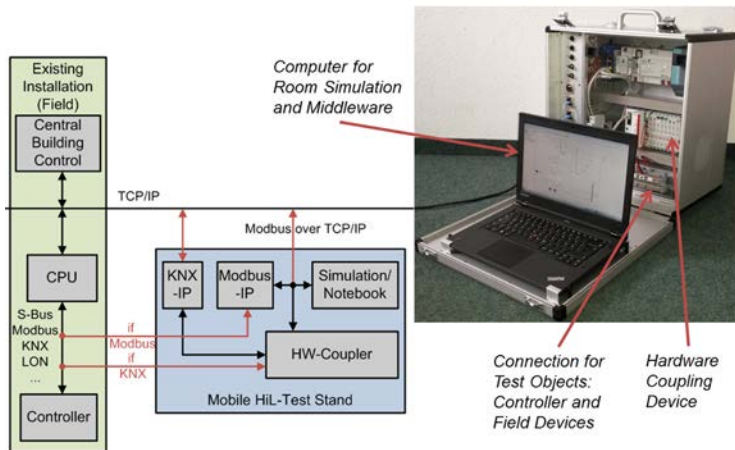 Existing
Installation
(Field)
Central
Building
Control
TCP/IP
Modbus over TCP/IP
CPU
KNX
-IP
Modbus
-IP
Simulation/
Notebook
S-Bus
Modbus
KNX
LON
...
if
Modbus
if
KNX
HW-Coupler
Controller
Mobile HiL-Test Stand
Computer for
Room Simulation
and Middleware
Connection for
Test Objects:
Controller and
Field Devices
Hardware
Coupling
Device